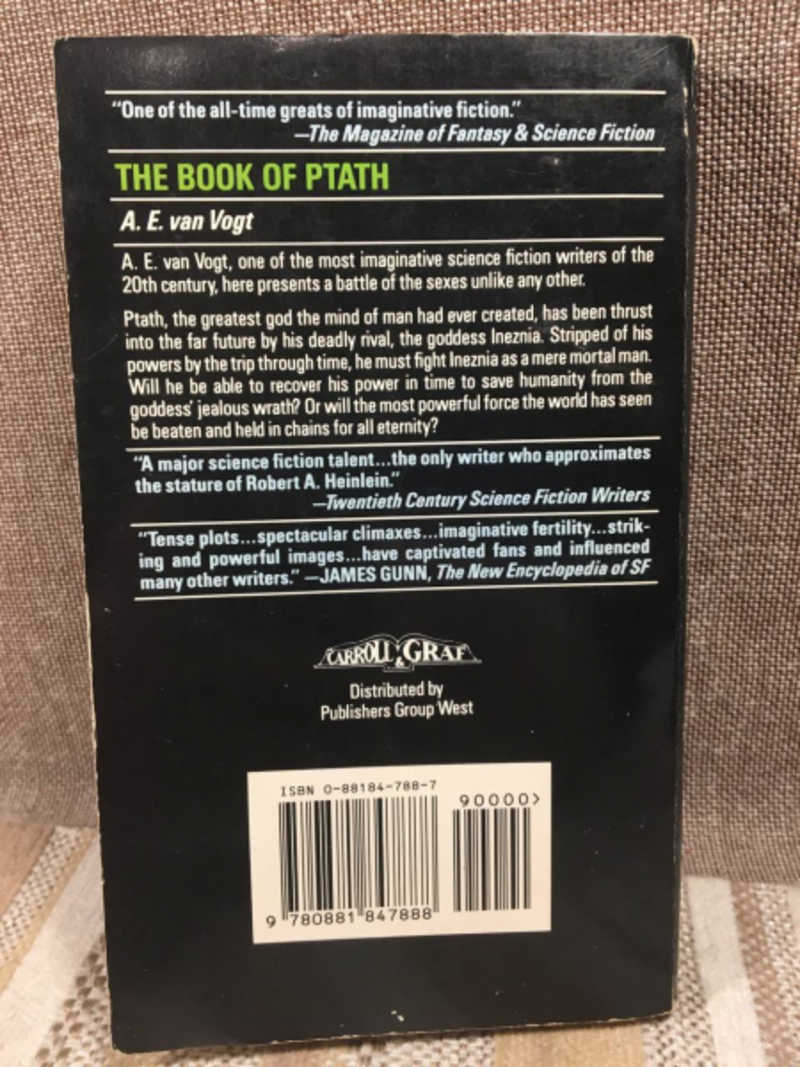 "One of the all-time greats of imaginative fiction."
—The Magazine of Fantasy & Science Fiction
THE BOOK OF PTATH
A. E. van Vogt
A. E. van Vogt, one of the most imaginative science fiction writers of the
20th century, here presents a battle of the sexes unlike any other.
Ptath, the greatest god the mind of man had ever created, has been thrust
into the far future by his deadly rival, the goddess Ineznia. Stripped of his
powers by the trip through time, he must fight Ineznia as a mere mortal man.
Will he be able to recover his power in time to save humanity from the
goddess' jealous wrath? Or will the most powerful force the world has seen
be beaten and held in chains for all eternity?
"A major science fiction talent...the only writer who approximates
the stature of Robert A. Heinlein."
—Twentieth Century Science Fiction Writers
"Tense plots...spectacular climaxes...imaginative fertility...strik-
ing and powerful images...have captivated fans and influenced
many other writers." —JAMES GUNN, The New Encyclopedia of SF
CARROLL & GRAF
Distributed by
Publishers Group West
ISBN 0-88184-788-7
90000>
9 780881 847888